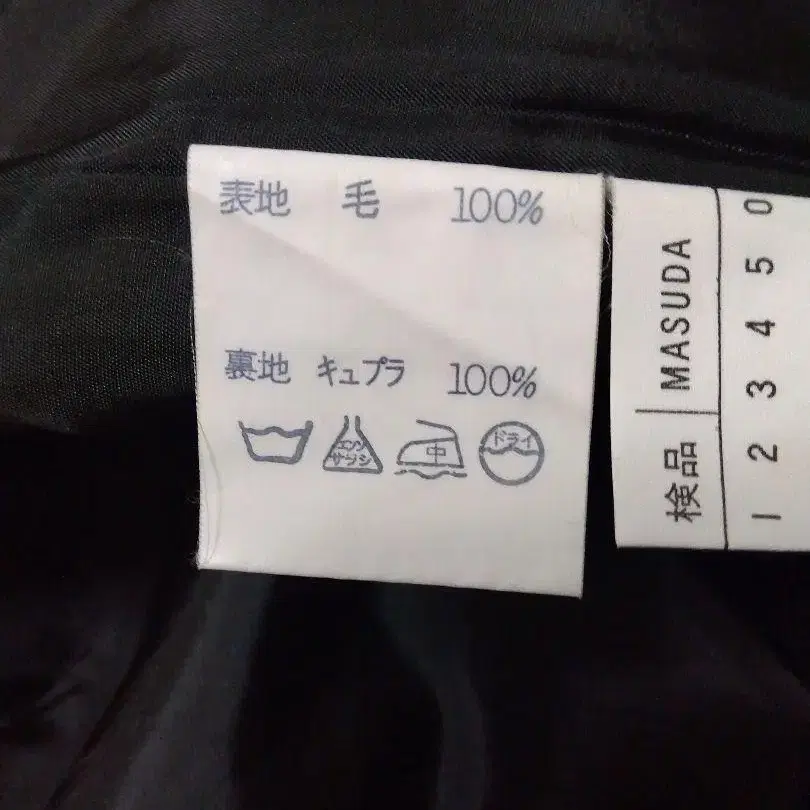 表地 毛 100%
裏地 キュプラ 100%
エンソ
サラシ
中
ドライ
検品 MASUDA
1 2 3 4 5 0